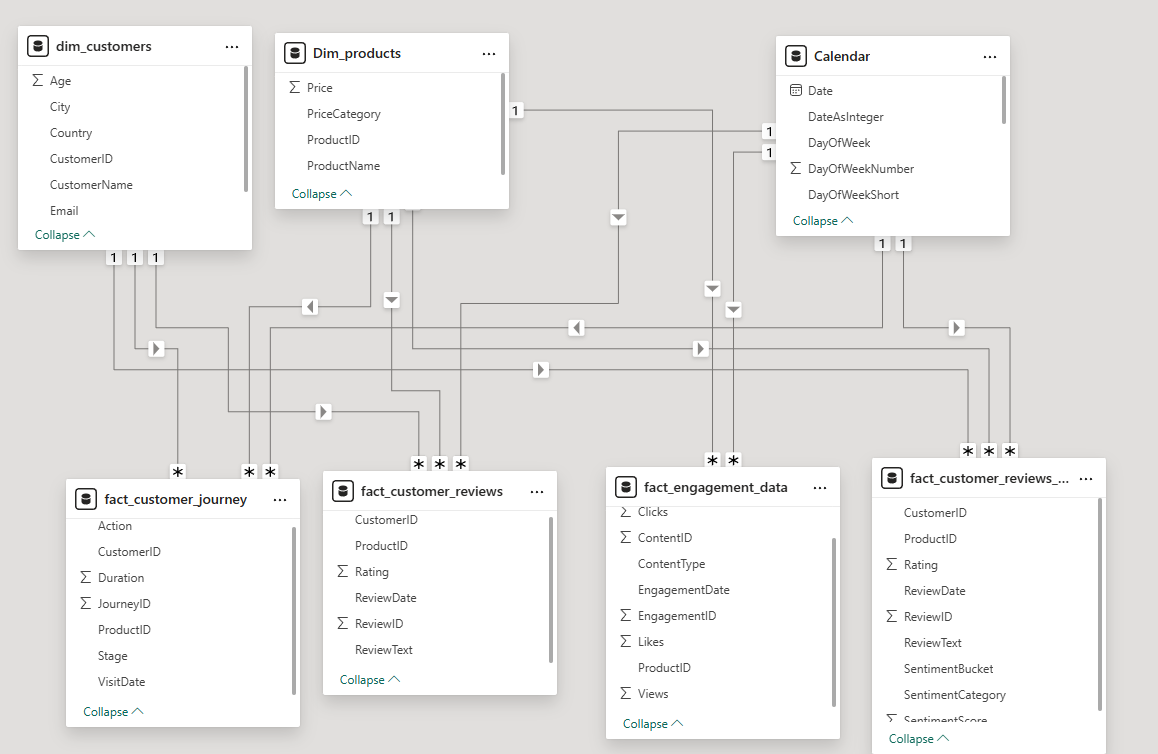 dim_customers
...
Age
City
Country
CustomerID
CustomerName
Email
Collapse
Dim_products
...
Price
PriceCategory
ProductID
ProductName
Collapse
Calendar
...
Date
DateAsInteger
DayOfWeek
DayOfWeekNumber
DayOfWeekShort
Collapse
1
1
1
1 1
1 1
1 1 1
*
* *
* * *
* *
* * *
fact_customer_journey
...
Action
CustomerID
Duration
JourneyID
ProductID
Stage
VisitDate
Collapse
fact_customer_reviews
...
CustomerID
ProductID
Rating
ReviewDate
ReviewID
ReviewText
Collapse
fact_engagement_data
...
Clicks
ContentID
ContentType
EngagementDate
EngagementID
Likes
ProductID
Views
Collapse
fact_customer_reviews_...
...
CustomerID
ProductID
Rating
ReviewDate
ReviewID
ReviewText
SentimentBucket
SentimentCategory
SentimentScore
Collapse